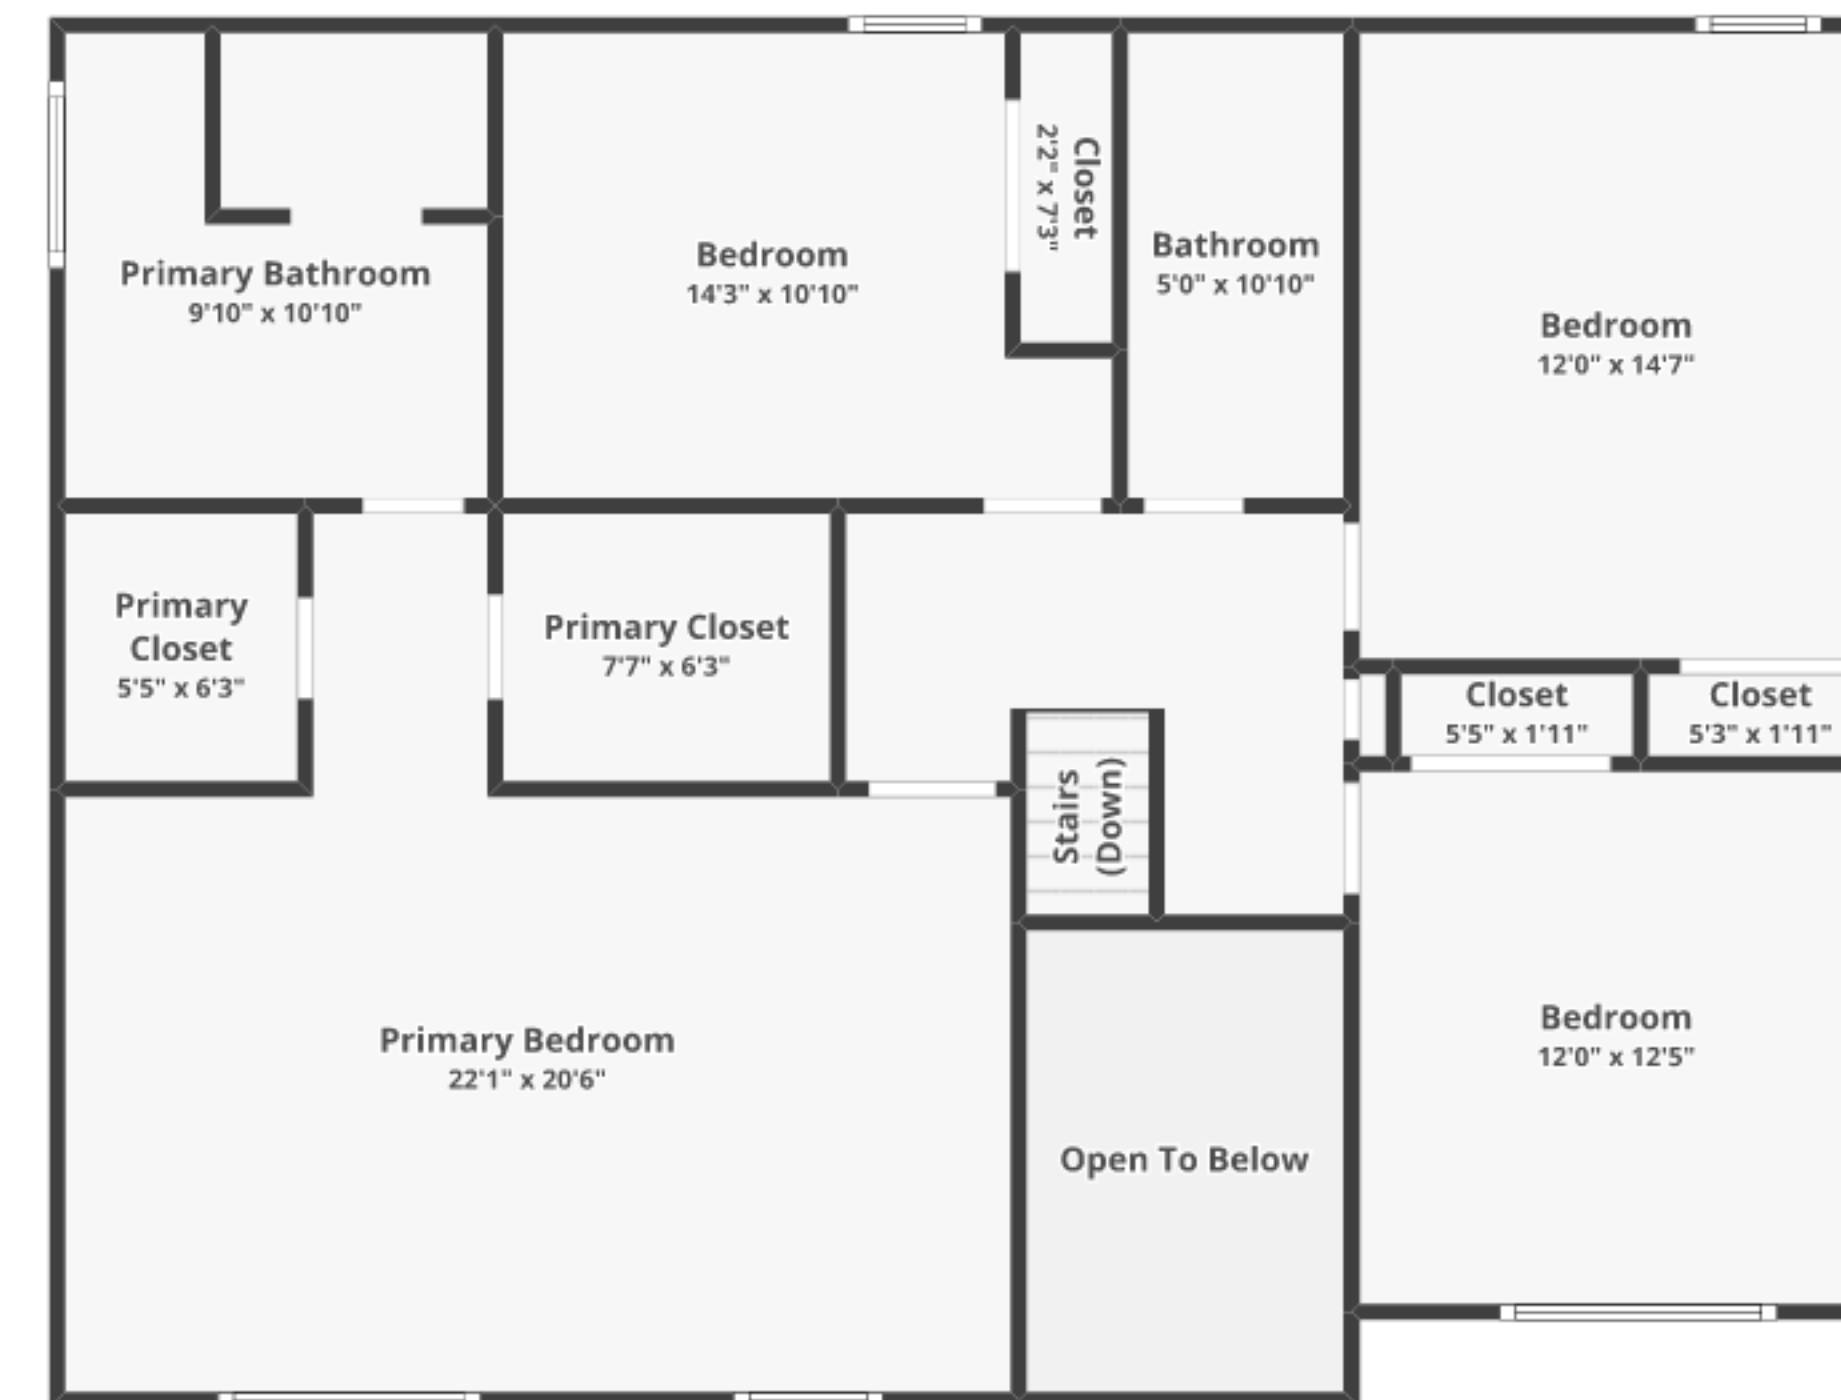 Primary Bathroom
9'10" x 10'10"
Bedroom
14'3" x 10'10"
Closet
2'2" x 7'3"
Bathroom
5'0" x 10'10"
Bedroom
12'0" x 14'7"
Primary
Closet
5'5" x 6'3"
Primary Closet
7'7" x 6'3"
Closet
5'5" x 1'11"
Closet
5'3" x 1'11"
Stairs
(Down)
Primary Bedroom
22'1" x 20'6"
Open To Below
Bedroom
12'0" x 12'5"